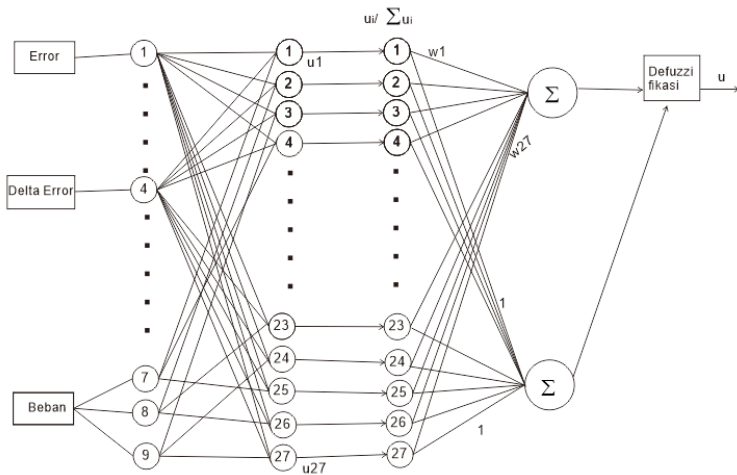 ui/ Σui
Error
1
1
1
w1
u1
2
2
3
3
4
4
Σ
Defuzzi
fikasi
u
w27
Delta Error
4
1
23
23
24
24
25
25
26
26
27
27
u27
Beban
7
8
9
Σ
1